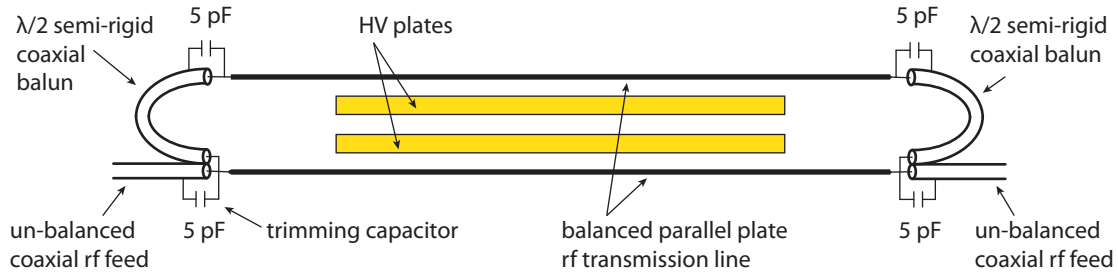 λ/2 semi-rigid
coaxial
balun
5 pF
HV plates
5 pF
λ/2 semi-rigid
coaxial balun
un-balanced
coaxial rf feed
5 pF
trimming capacitor
balanced parallel plate
rf transmission line
5 pF
un-balanced
coaxial rf feed